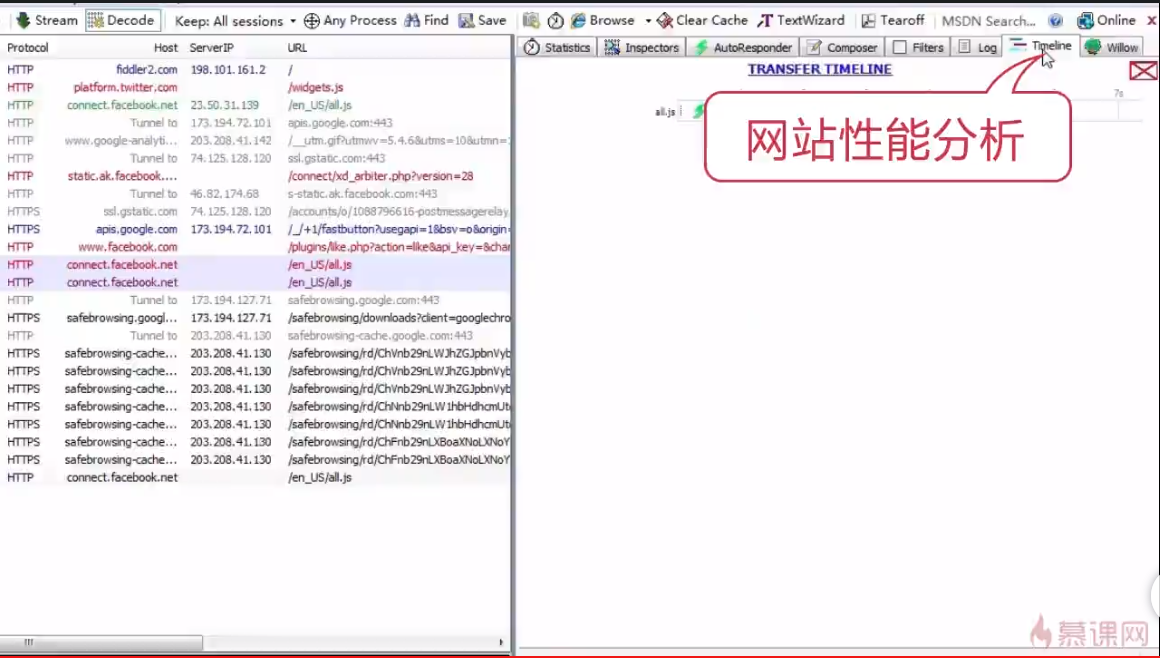 Stream Decode Keep: All sessions Any Process Find Save Browse Clear Cache TextWizard Tearoff MSDN Search... Online
Protocol Host ServerIP URL
Statistics Inspectors AutoResponder Composer Filters Log Timeline Willow
HTTP fiddler2.com 198.101.161.2 /
HTTP platform.twitter.com /widgets.js
HTTP connect.facebook.net 23.50.31.139 /en_US/all.js
HTTP Tunnel to 173.194.72.101 apis.google.com:443
HTTP www.google-analyti... 203.208.41.142 /__utm.gif?utmwv=5.4.6&utms=10&utmn=
HTTP Tunnel to 74.125.128.120 ssl.gstatic.com:443
HTTP static.ak.facebook.... /connect/xd_arbiter.php?version=28
HTTP Tunnel to 46.82.174.68 s-static.ak.facebook.com:443
HTTPS ssl.gstatic.com 74.125.128.120 /accounts/o/1088796616-postmessagerelay.
HTTPS apis.google.com 173.194.72.101 /_/+1/fastbutton?usegapi=1&bsv=o&origin=
HTTP www.facebook.com /plugins/like.php?action=like&api_key=&chan
HTTP connect.facebook.net /en_US/all.js
HTTP connect.facebook.net /en_US/all.js
HTTP Tunnel to 173.194.127.71 safebrowsing.google.com:443
HTTPS safebrowsing.googl... 173.194.127.71 /safebrowsing/downloads?client=googlechro
HTTP Tunnel to 203.208.41.130 safebrowsing-cache.google.com:443
HTTPS safebrowsing-cache... 203.208.41.130 /safebrowsing/rd/ChVnb29nLWJhZGJpbnVyb
HTTPS safebrowsing-cache... 203.208.41.130 /safebrowsing/rd/ChVnb29nLWJhZGJpbnVyb
HTTPS safebrowsing-cache... 203.208.41.130 /safebrowsing/rd/ChVnb29nLWJhZGJpbnVyb
HTTPS safebrowsing-cache... 203.208.41.130 /safebrowsing/rd/ChNnb29nLW1hbHdhcmUt
HTTPS safebrowsing-cache... 203.208.41.130 /safebrowsing/rd/ChNnb29nLW1hbHdhcmUt
HTTPS safebrowsing-cache... 203.208.41.130 /safebrowsing/rd/ChFnb29nLXBoaXNoLXNoY
HTTPS safebrowsing-cache... 203.208.41.130 /safebrowsing/rd/ChFnb29nLXBoaXNoLXNoY
HTTP connect.facebook.net /en_US/all.js
TRANSFER TIMELINE
7s
all.js
网站性能分析
慕课网